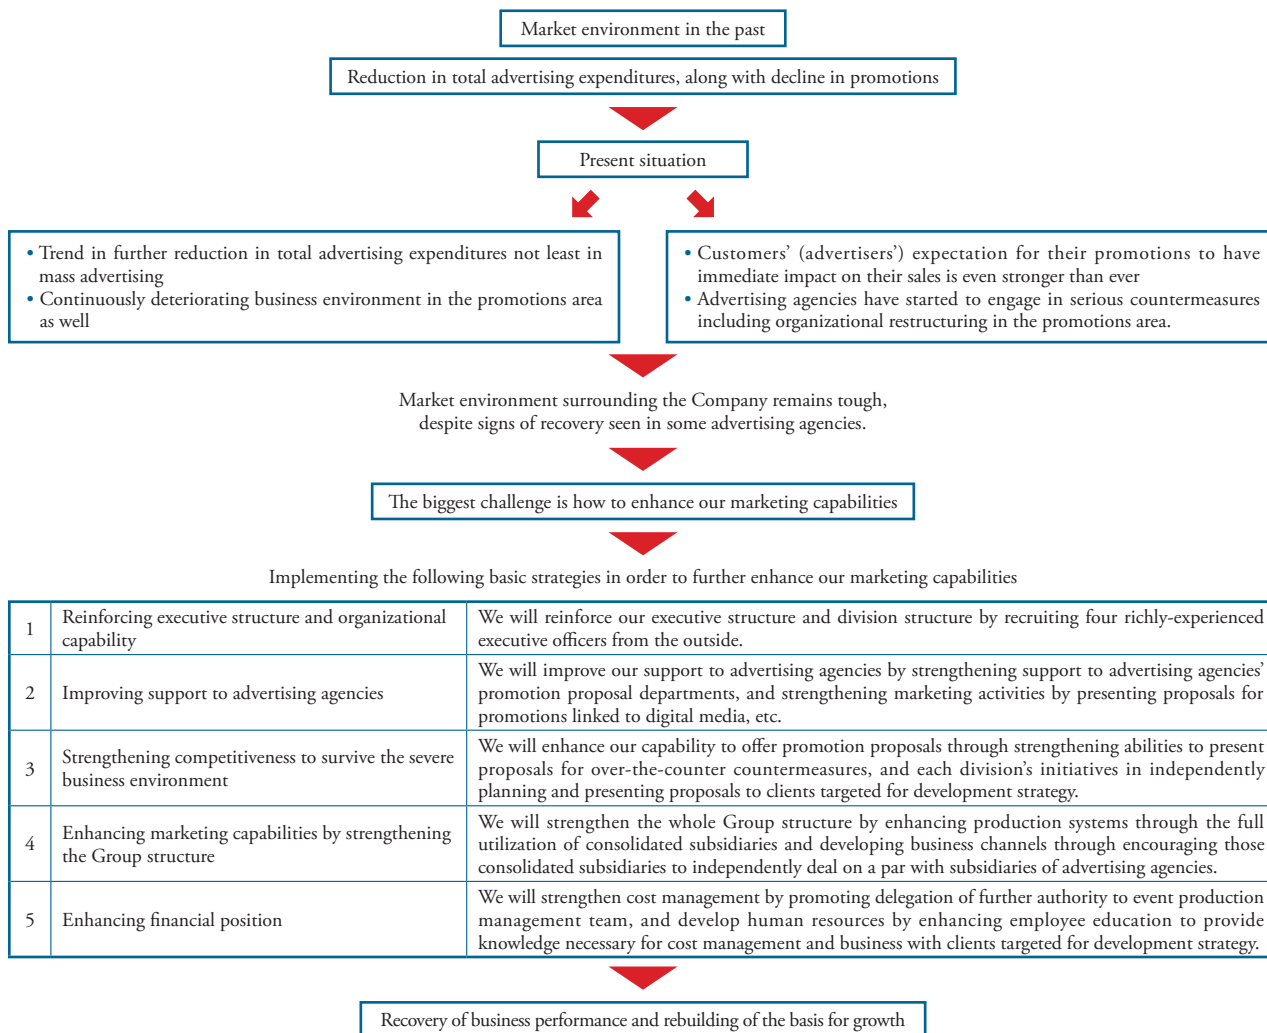 Market environment in the past
Reduction in total advertising expenditures, along with decline in promotions
Present situation
• Trend in further reduction in total advertising expenditures not least in
mass advertising
• Continuously deteriorating business environment in the promotions area
as well
• Customers’ (advertisers’) expectation for their promotions to have
immediate impact on their sales is even stronger than ever
• Advertising agencies have started to engage in serious countermeasures
including organizational restructuring in the promotions area.
Market environment surrounding the Company remains tough,
despite signs of recovery seen in some advertising agencies.
The biggest challenge is how to enhance our marketing capabilities
Implementing the following basic strategies in order to further enhance our marketing capabilities
1
Reinforcing executive structure and organizational
capability
We will reinforce our executive structure and division structure by recruiting four richly-experienced
executive officers from the outside.
2
Improving support to advertising agencies
We will improve our support to advertising agencies by strengthening support to advertising agencies’
promotion proposal departments, and strengthening marketing activities by presenting proposals for
promotions linked to digital media, etc.
3
Strengthening competitiveness to survive the severe
business environment
We will enhance our capability to offer promotion proposals through strengthening abilities to present
proposals for over-the-counter countermeasures, and each division’s initiatives in independently
planning and presenting proposals to clients targeted for development strategy.
4
Enhancing marketing capabilities by strengthening
the Group structure
We will strengthen the whole Group structure by enhancing production systems through the full
utilization of consolidated subsidiaries and developing business channels through encouraging those
consolidated subsidiaries to independently deal on a par with subsidiaries of advertising agencies.
5
Enhancing financial position
We will strengthen cost management by promoting delegation of further authority to event production
management team, and develop human resources by enhancing employee education to provide
knowledge necessary for cost management and business with clients targeted for development strategy.
Recovery of business performance and rebuilding of the basis for growth